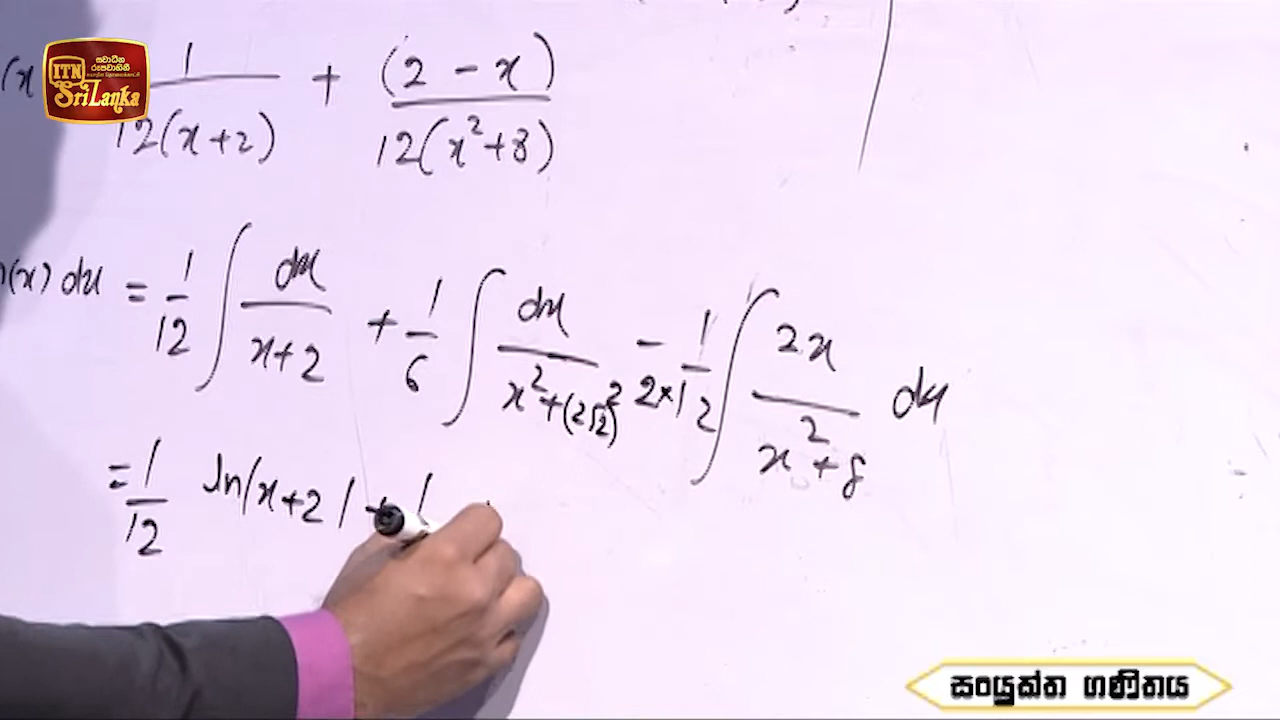 ස්වාධීන
රූපවාහිනී
ITN
Sri Lanka
(x 1/12(x+2) + (2 - x)/12(x²+8)
(x) dx = 1/12 ∫ dx/x+2 + 1/6 ∫ dx/x²+(2√2)² - 1/2×12 ∫ 2x/x²+8 dx
= 1/12 ln|x+2| + 1
සංයුක්ත ගණිතය